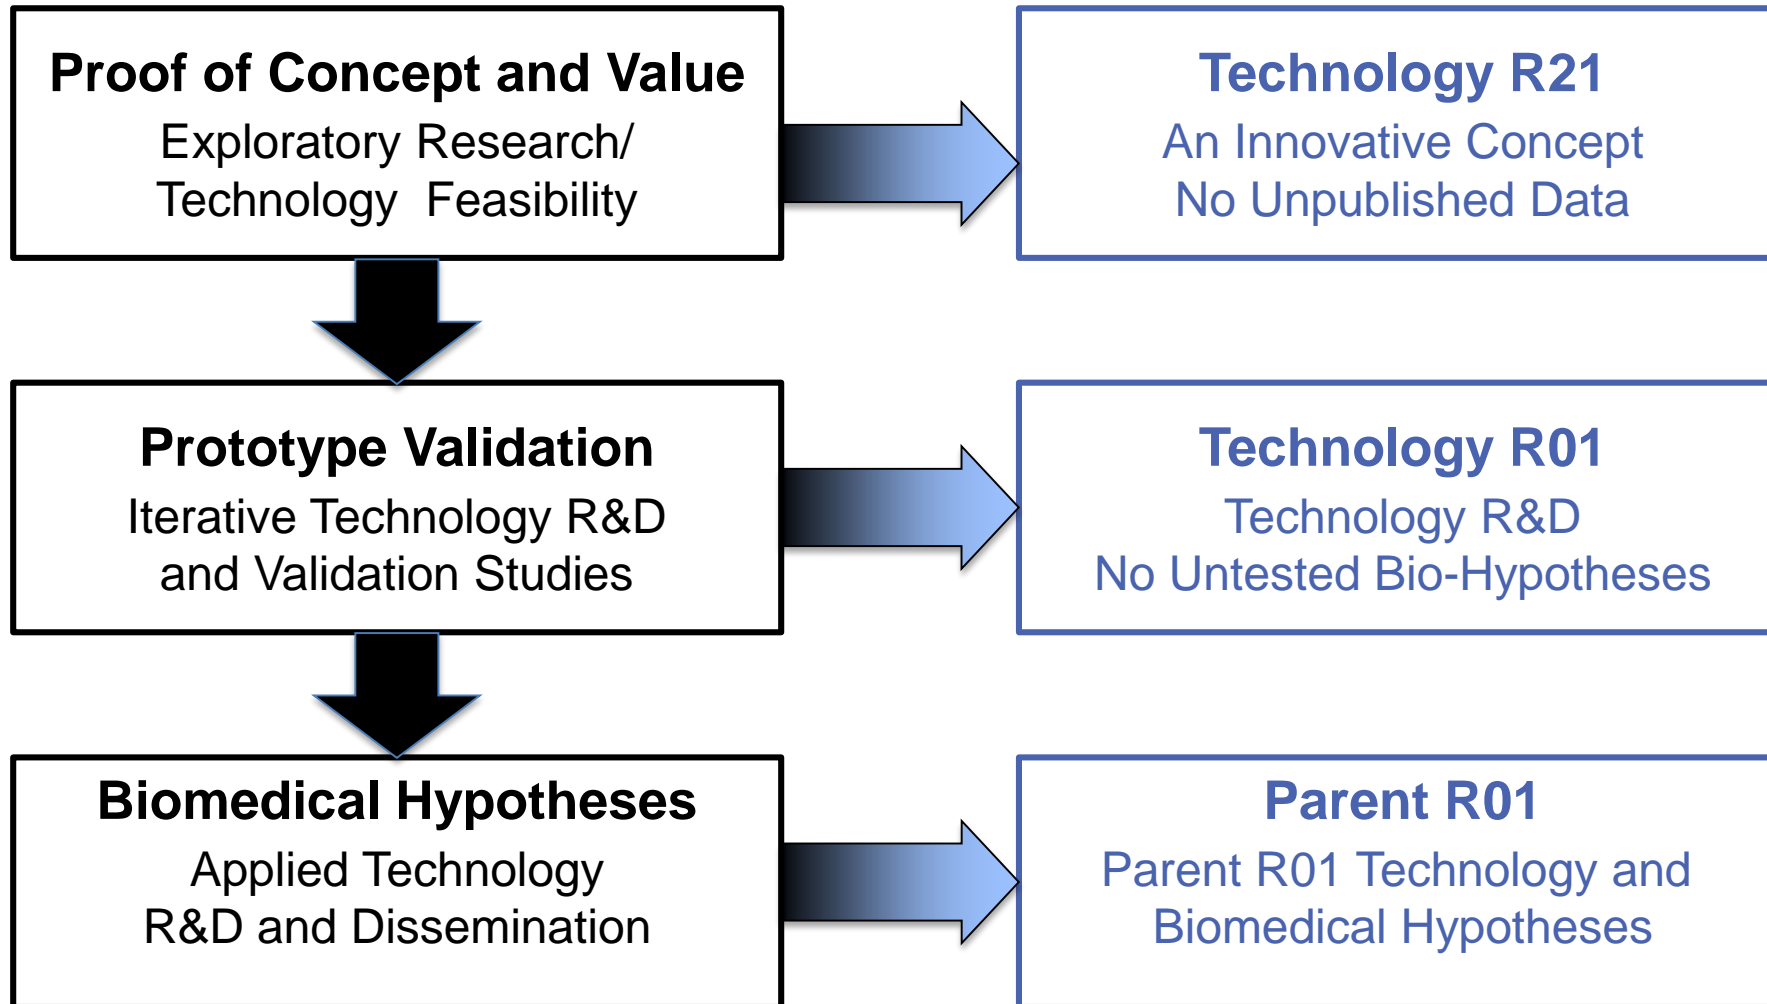 Proof of Concept and Value
Exploratory Research/
Technology Feasibility
Technology R21
An Innovative Concept
No Unpublished Data
Prototype Validation
Iterative Technology R&D
and Validation Studies
Technology R01
Technology R&D
No Untested Bio-Hypotheses
Biomedical Hypotheses
Applied Technology
R&D and Dissemination
Parent R01
Parent R01 Technology and
Biomedical Hypotheses